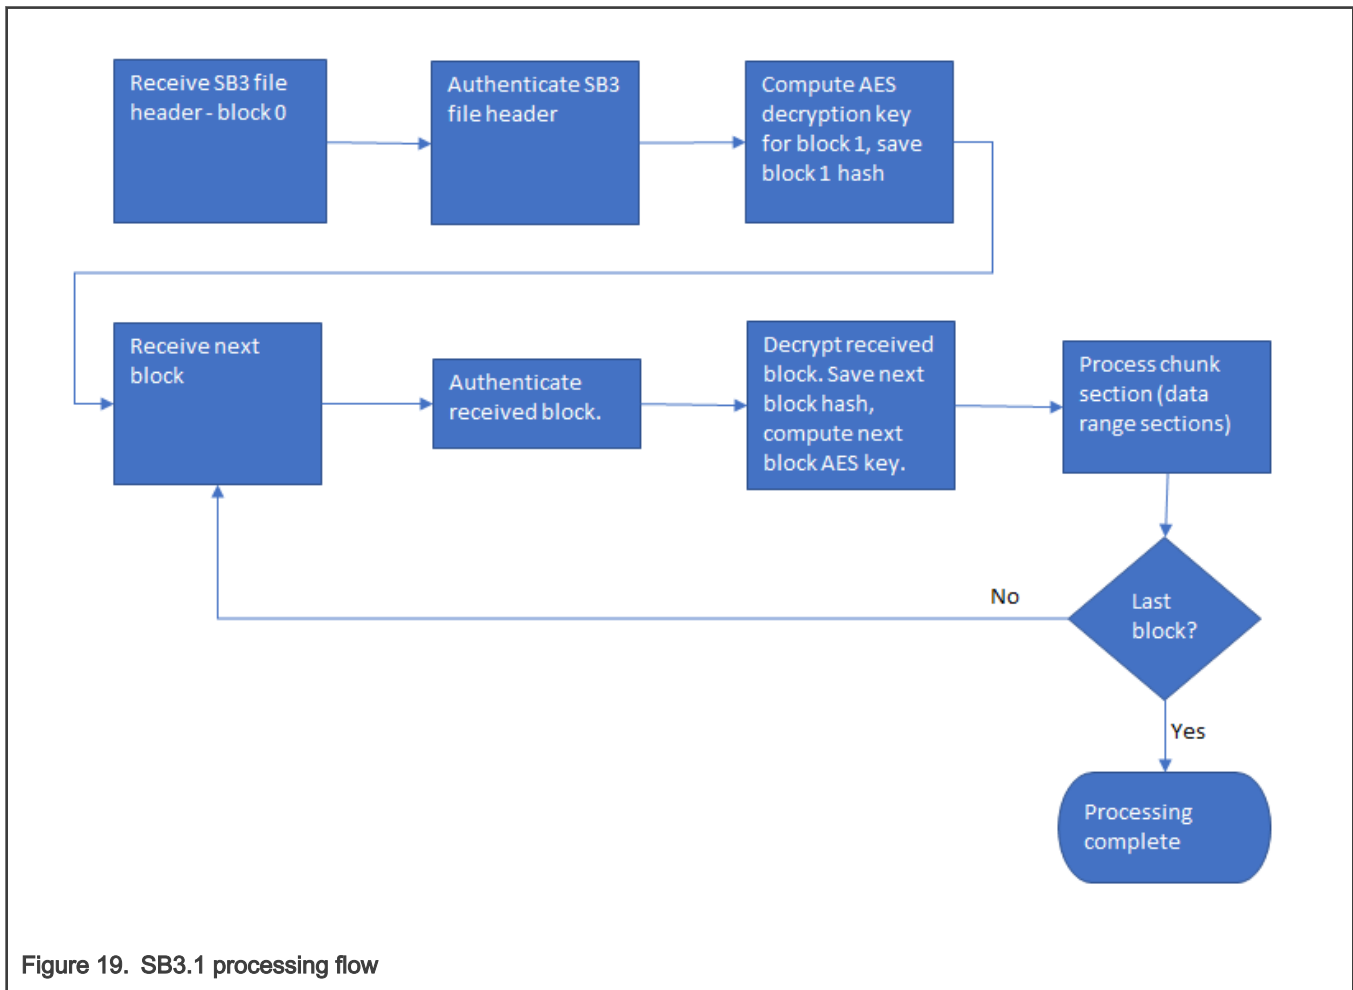 Receive SB3 file
header - block 0
Authenticate SB3
file header
Compute AES
decryption key
for block 1, save
block 1 hash
Receive next
block
Authenticate
received block.
Decrypt received
block. Save next
block hash,
compute next
block AES key.
Process chunk
section (data
range sections)
Last
block?
No
Yes
Processing
complete
Figure 19. SB3.1 processing flow